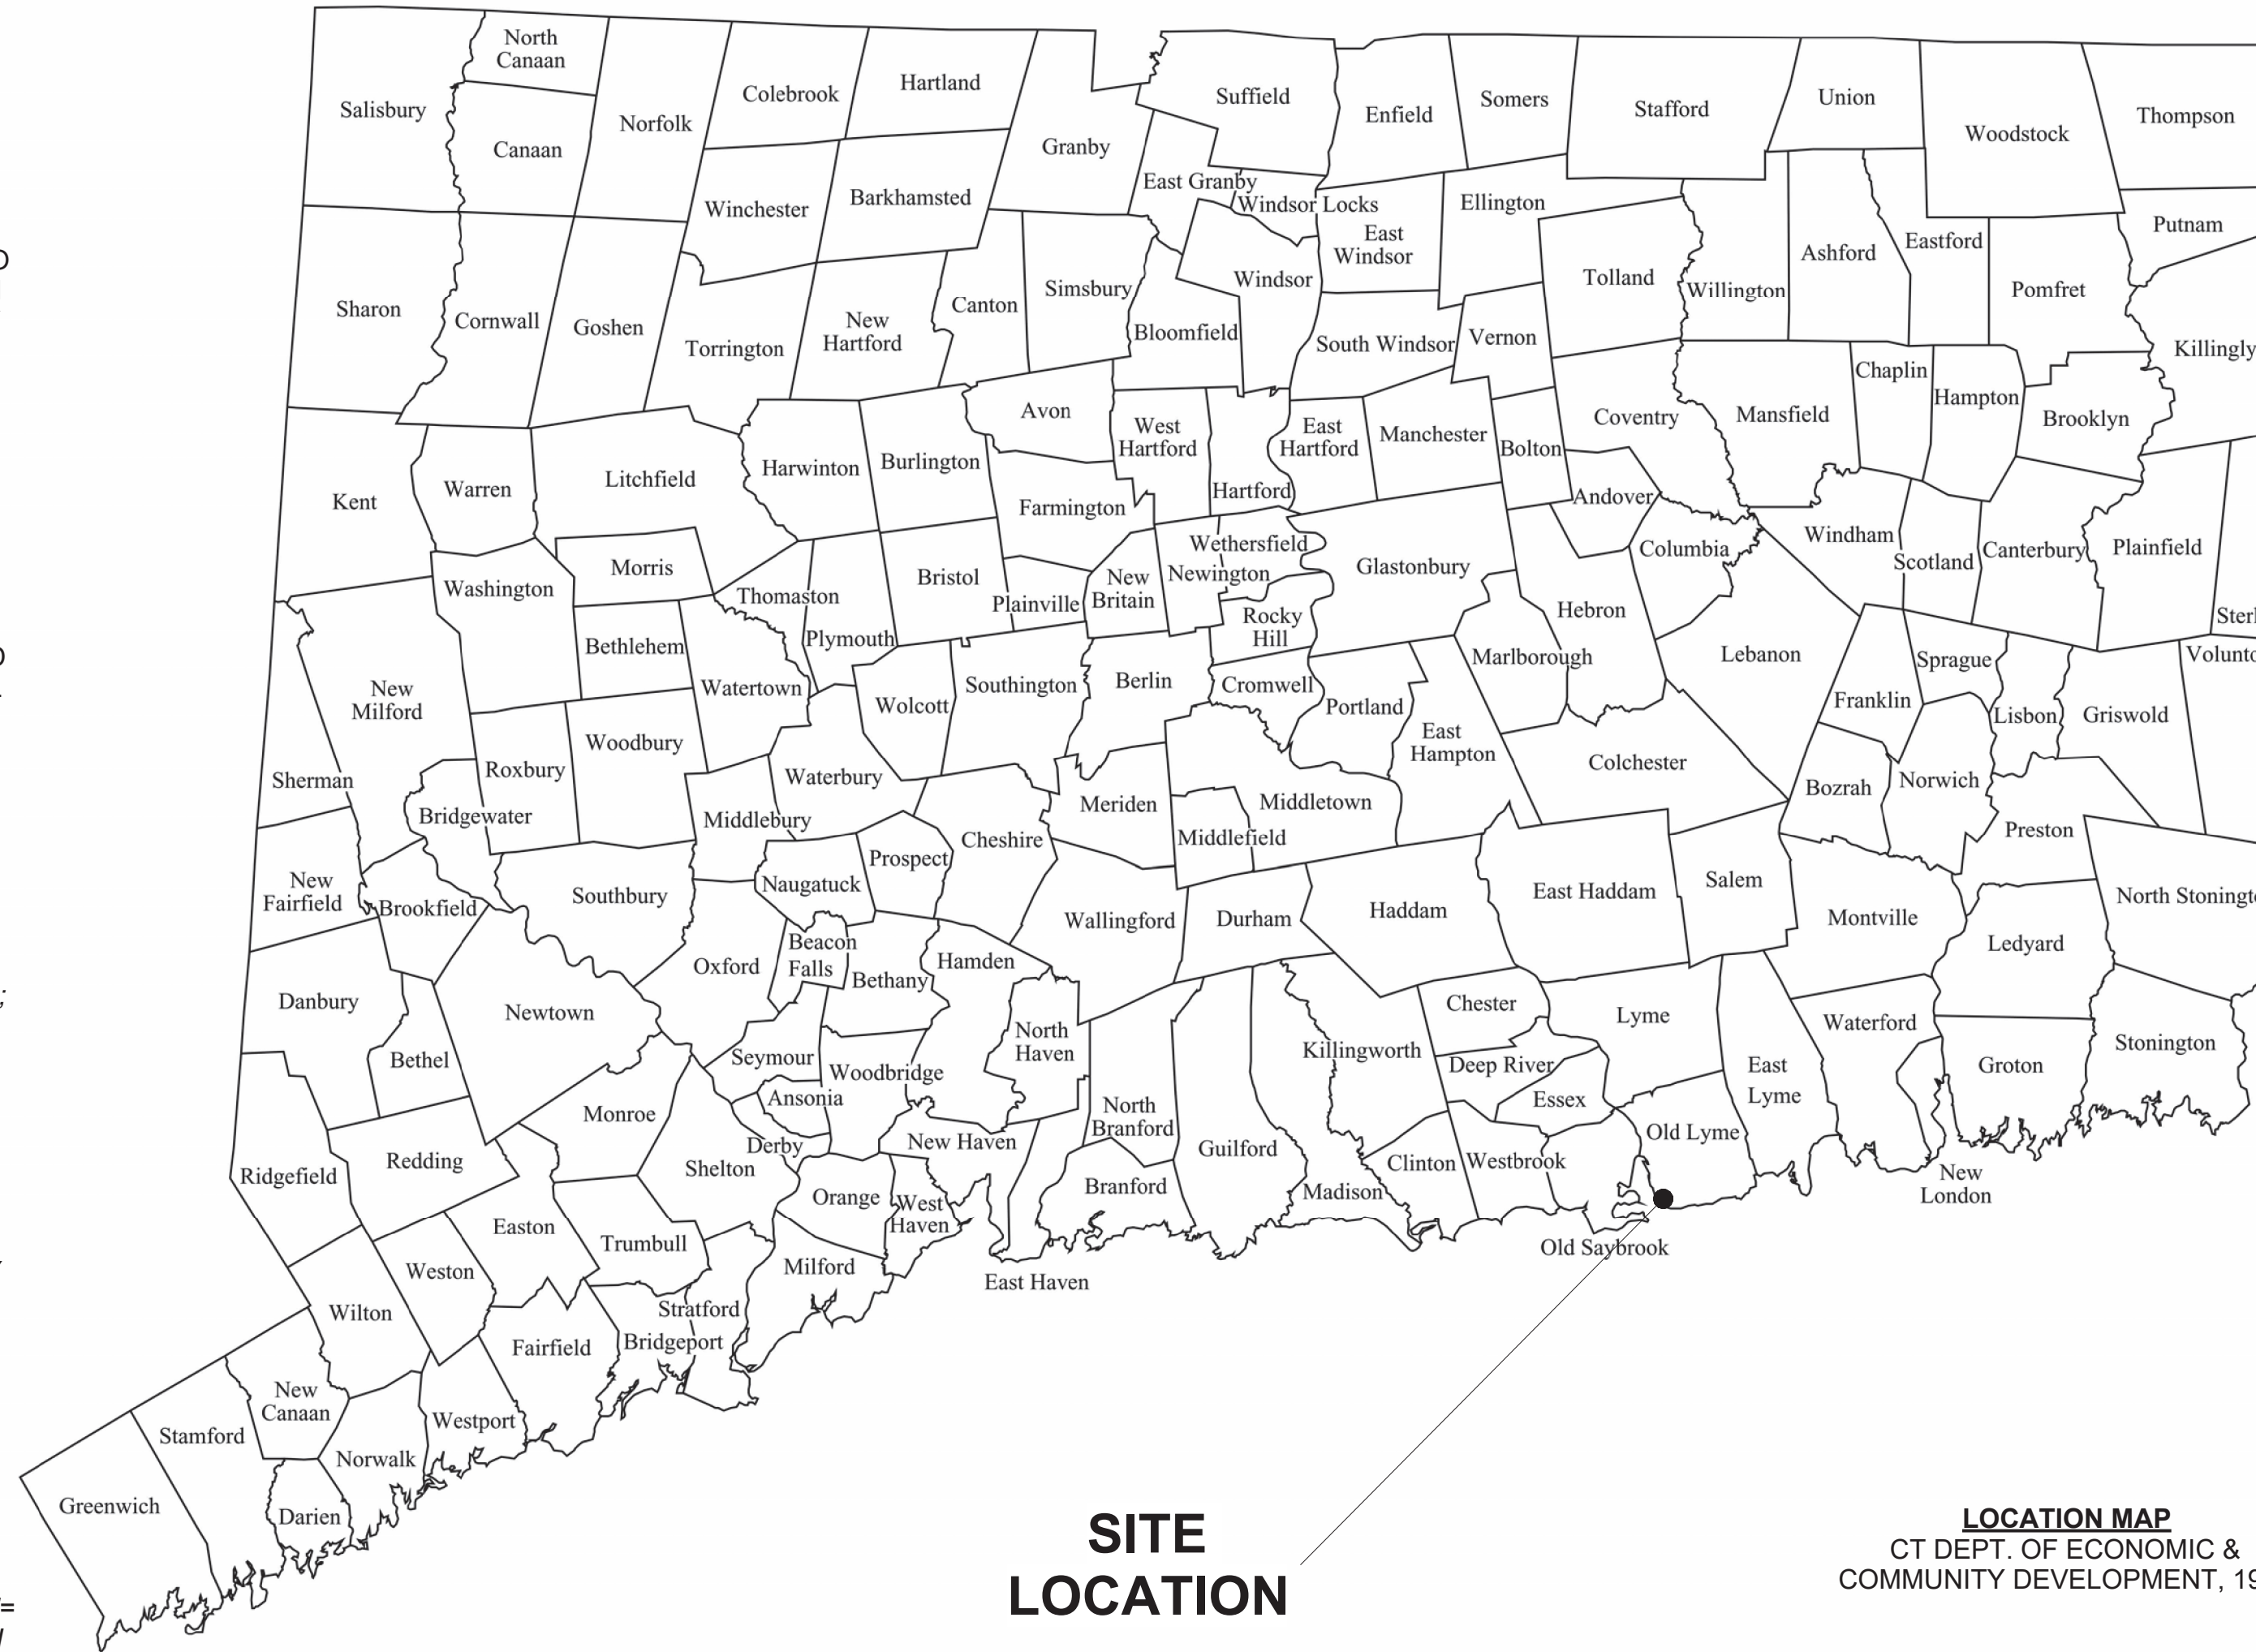 North
Canaan
Salisbury
Colebrook
Hartland
Suffield
Enfield
Somers
Stafford
Union
Woodstock
Thompson
Norfolk
Canaan
Granby
East Granby
Windsor Locks
Winchester
Barkhamsted
Ellington
Putnam
East
Windsor
Ashford
Eastford
Sharon
Cornwall
Goshen
Torrington
New
Hartford
Canton
Simsbury
Windsor
Tolland
Willington
Pomfret
Bloomfield
South Windsor
Vernon
Killingly
Chaplin
Hampton
Avon
West
Hartford
East
Hartford
Manchester
Bolton
Coventry
Mansfield
Brooklyn
Kent
Warren
Litchfield
Harwinton
Burlington
Farmington
Hartford
Andover
Windham
Scotland
Canterbury
Plainfield
Wethersfield
Columbia
Morris
Washington
Thomaston
Bristol
Plainville
New
Britain
Newington
Glastonbury
Rocky
Hill
Hebron
Plymouth
Bethlehem
Marlborough
Lebanon
Sprague
New
Milford
Watertown
Wolcott
Southington
Berlin
Cromwell
Portland
East
Hampton
Franklin
Lisbon
Griswold
Sherman
Roxbury
Woodbury
Waterbury
Colchester
Bozrah
Norwich
Bridgewater
Middlebury
Meriden
Middletown
Middlefield
Cheshire
Preston
Prospect
New
Fairfield
Brookfield
Southbury
Naugatuck
Wallingford
Durham
Haddam
East Haddam
Salem
Montville
North Stoningt
Ledyard
Beacon
Falls
Oxford
Bethany
Hamden
Danbury
Newtown
Chester
Lyme
Waterford
North
Haven
Bethel
Seymour
Woodbridge
Killingworth
Deep River
East
Lyme
Groton
Stonington
Ansonia
Monroe
Essex
North
Branford
Derby
New Haven
Guilford
Old Lyme
Ridgefield
Redding
Shelton
Clinton
Westbrook
Orange
West
Haven
Branford
Madison
New
London
Easton
Trumbull
Old Saybrook
Weston
Milford
East Haven
Wilton
Stratford
Bridgeport
Fairfield
New
Canaan
Stamford
Westport
Norwalk
Greenwich
Darien
SITE
LOCATION
LOCATION MAP
CT DEPT. OF ECONOMIC &
COMMUNITY DEVELOPMENT, 19